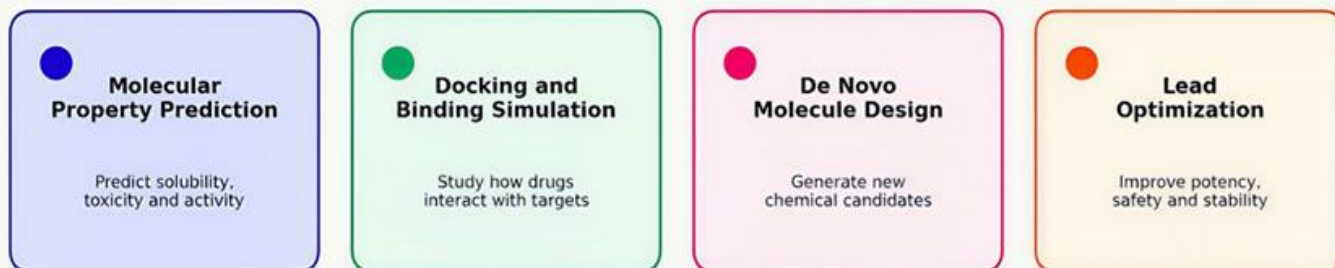 Molecular
Property Prediction
Predict solubility,
toxicity and activity
Docking and
Binding Simulation
Study how drugs
interact with targets
De Novo
Molecule Design
Generate new
chemical candidates
Lead
Optimization
Improve potency,
safety and stability